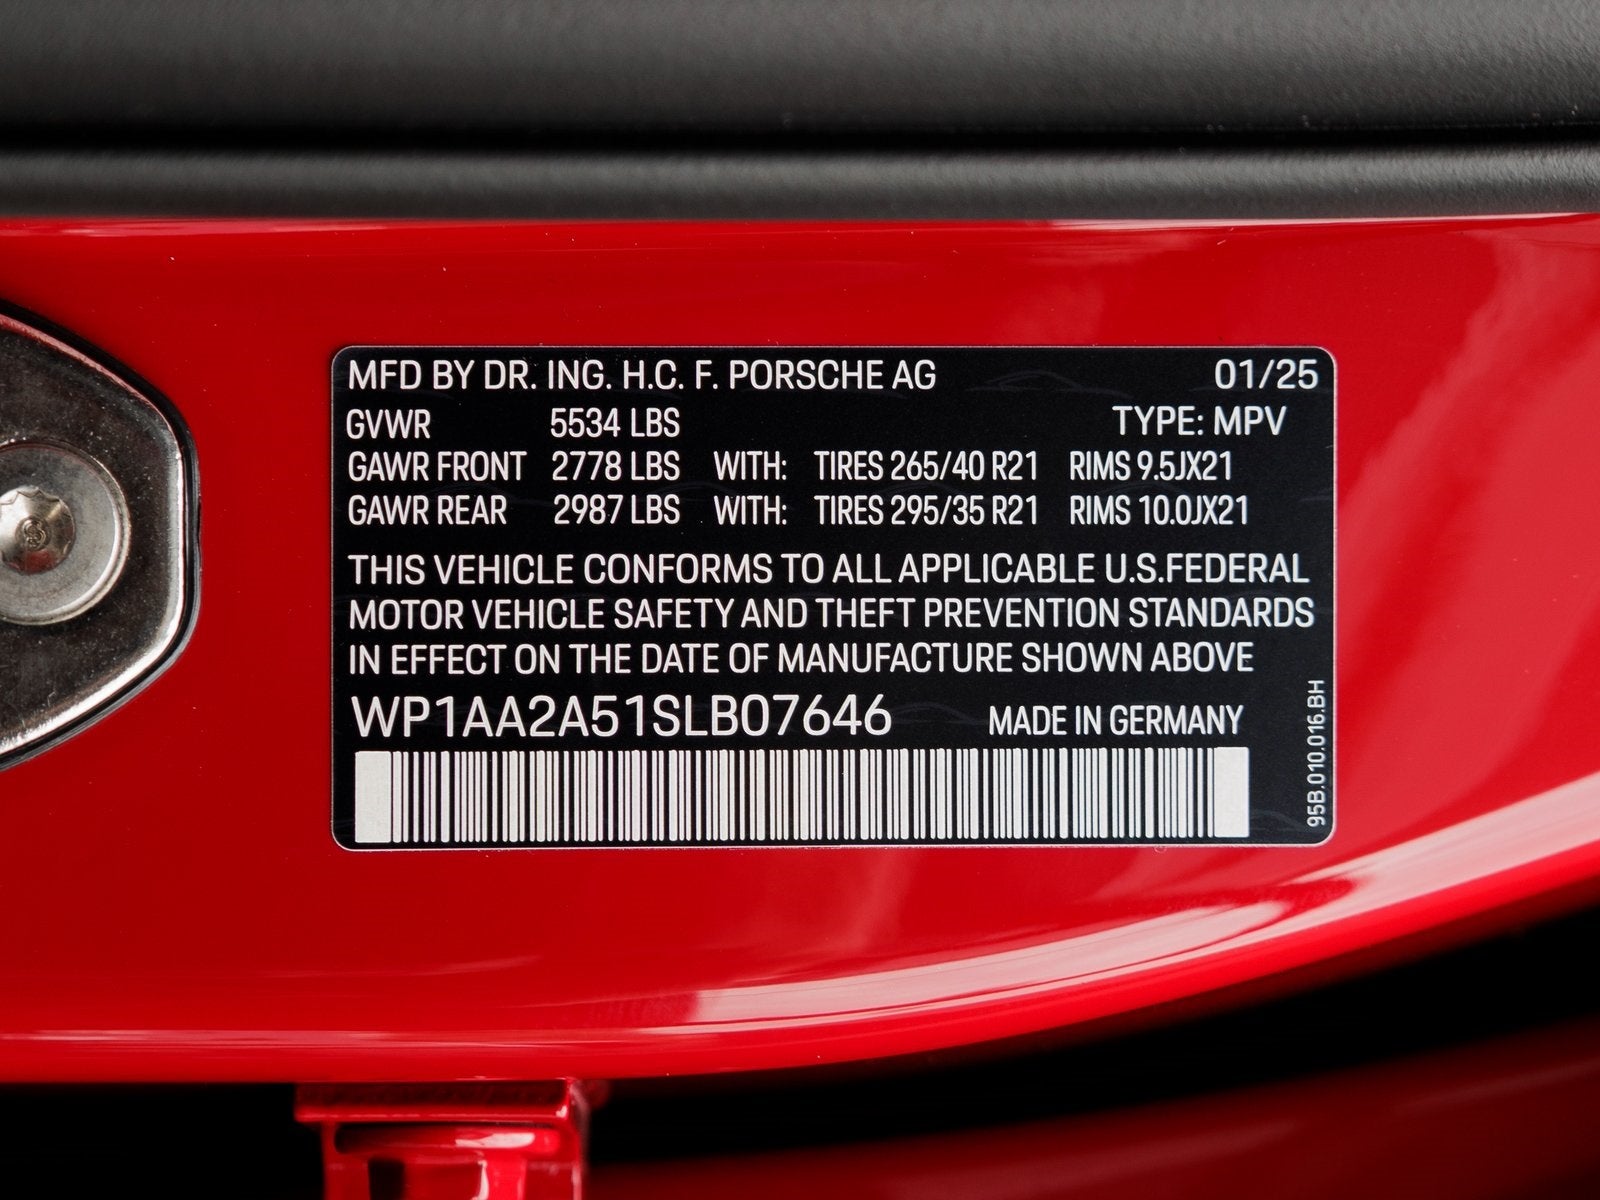 MFD BY DR. ING. H.C. F. PORSCHE AG 01/25
GVWR 5534 LBS TYPE: MPV
GAWR FRONT 2778 LBS WITH: TIRES 265/40 R21 RIMS 9.5JX21
GAWR REAR 2987 LBS WITH: TIRES 295/35 R21 RIMS 10.0JX21
THIS VEHICLE CONFORMS TO ALL APPLICABLE U.S.FEDERAL
MOTOR VEHICLE SAFETY AND THEFT PREVENTION STANDARDS
IN EFFECT ON THE DATE OF MANUFACTURE SHOWN ABOVE
WP1AA2A51SLB07646 MADE IN GERMANY
95B.010.016.BH